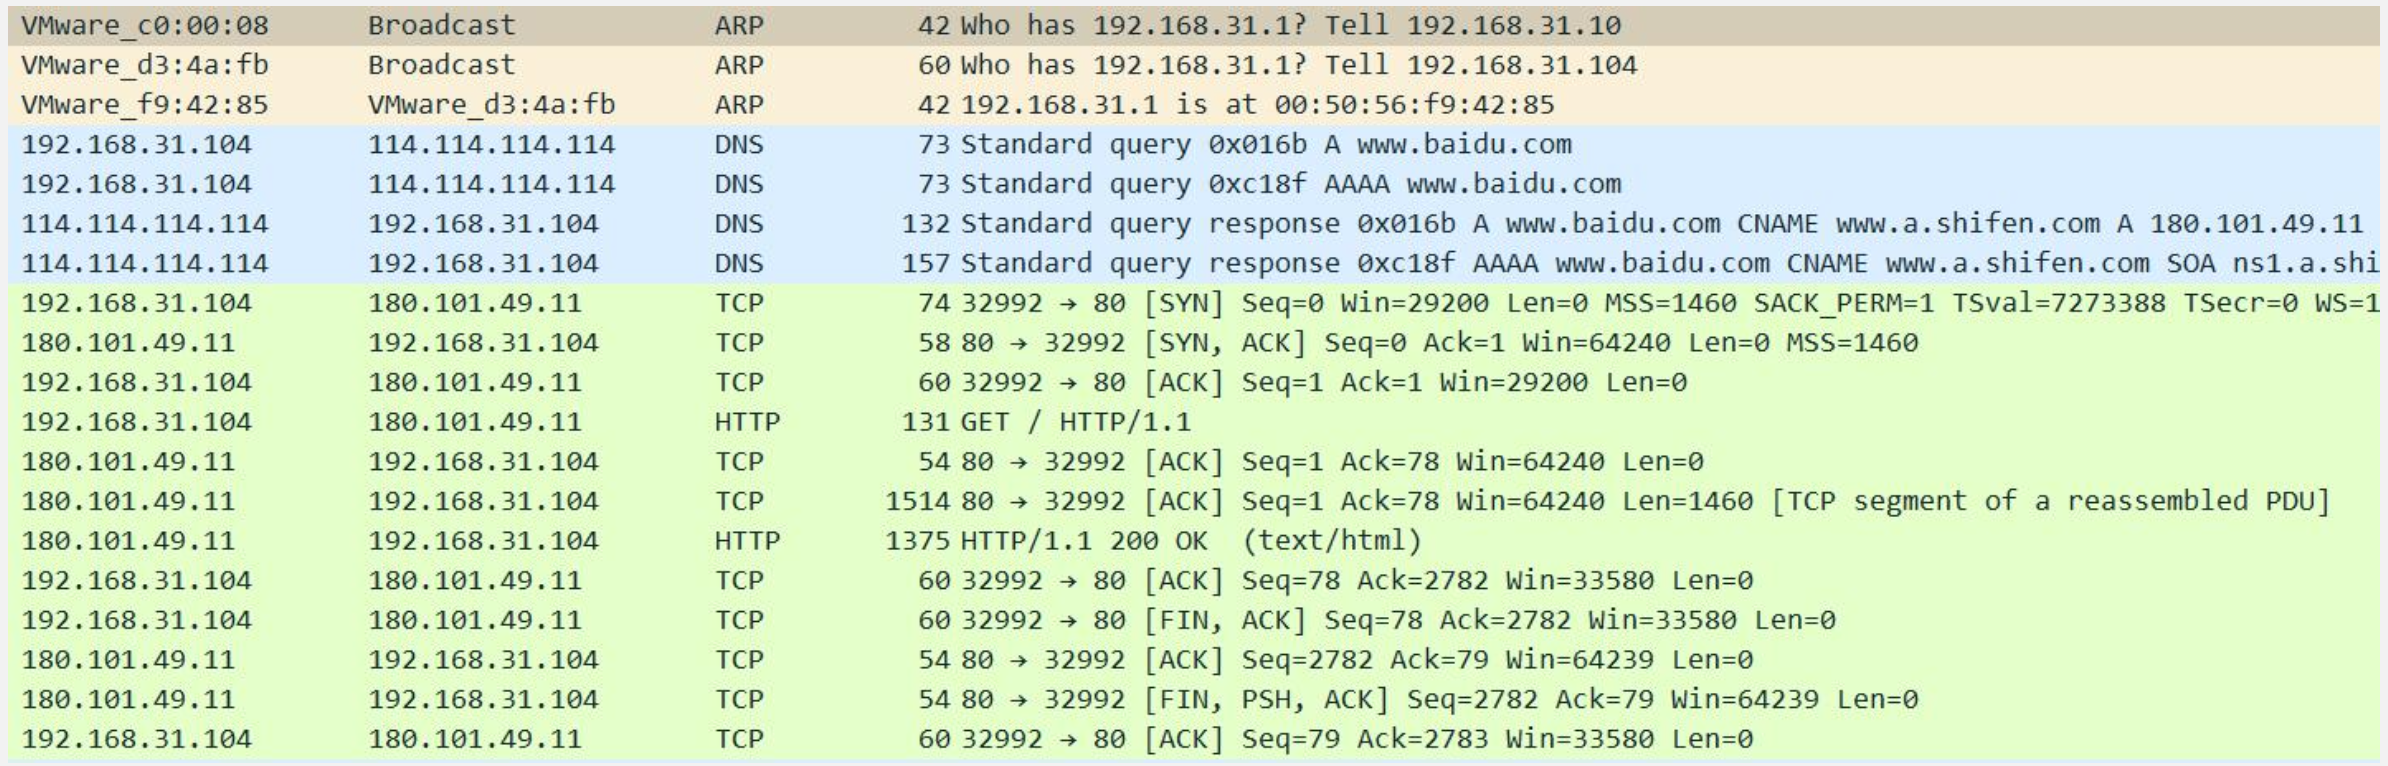 VMware_c0:00:08 Broadcast ARP 42 Who has 192.168.31.1? Tell 192.168.31.10
VMware_d3:4a:fb Broadcast ARP 60 Who has 192.168.31.1? Tell 192.168.31.104
VMware_f9:42:85 VMware_d3:4a:fb ARP 42 192.168.31.1 is at 00:50:56:f9:42:85
192.168.31.104 114.114.114.114 DNS 73 Standard query 0x016b A www.baidu.com
192.168.31.104 114.114.114.114 DNS 73 Standard query 0xc18f AAAA www.baidu.com
114.114.114.114 192.168.31.104 DNS 132 Standard query response 0x016b A www.baidu.com CNAME www.a.shifen.com A 180.101.49.11
114.114.114.114 192.168.31.104 DNS 157 Standard query response 0xc18f AAAA www.baidu.com CNAME www.a.shifen.com SOA ns1.a.shi
192.168.31.104 180.101.49.11 TCP 74 32992 → 80 [SYN] Seq=0 Win=29200 Len=0 MSS=1460 SACK_PERM=1 TSval=7273388 TSecr=0 WS=1
180.101.49.11 192.168.31.104 TCP 58 80 → 32992 [SYN, ACK] Seq=0 Ack=1 Win=64240 Len=0 MSS=1460
192.168.31.104 180.101.49.11 TCP 60 32992 → 80 [ACK] Seq=1 Ack=1 Win=29200 Len=0
192.168.31.104 180.101.49.11 HTTP 131 GET / HTTP/1.1
180.101.49.11 192.168.31.104 TCP 54 80 → 32992 [ACK] Seq=1 Ack=78 Win=64240 Len=0
180.101.49.11 192.168.31.104 TCP 1514 80 → 32992 [ACK] Seq=1 Ack=78 Win=64240 Len=1460 [TCP segment of a reassembled PDU]
180.101.49.11 192.168.31.104 HTTP 1375 HTTP/1.1 200 OK (text/html)
192.168.31.104 180.101.49.11 TCP 60 32992 → 80 [ACK] Seq=78 Ack=2782 Win=33580 Len=0
192.168.31.104 180.101.49.11 TCP 60 32992 → 80 [FIN, ACK] Seq=78 Ack=2782 Win=33580 Len=0
180.101.49.11 192.168.31.104 TCP 54 80 → 32992 [ACK] Seq=2782 Ack=79 Win=64239 Len=0
180.101.49.11 192.168.31.104 TCP 54 80 → 32992 [FIN, PSH, ACK] Seq=2782 Ack=79 Win=64239 Len=0
192.168.31.104 180.101.49.11 TCP 60 32992 → 80 [ACK] Seq=79 Ack=2783 Win=33580 Len=0